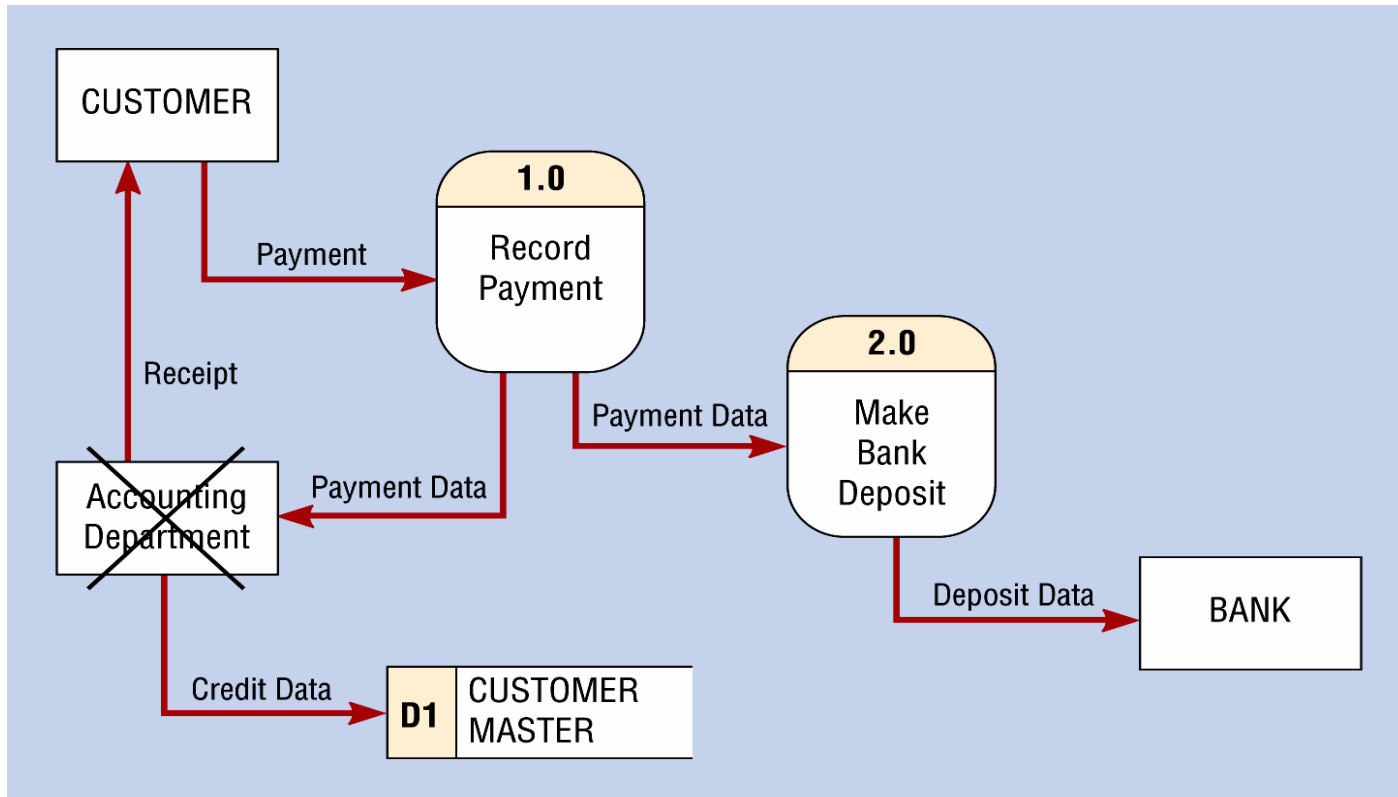 CUSTOMER
1.0
Record
Payment
Payment
Receipt
2.0
Make
Bank
Deposit
Payment Data
Accounting
Department
Payment Data
Deposit Data
BANK
Credit Data
D1
CUSTOMER
MASTER